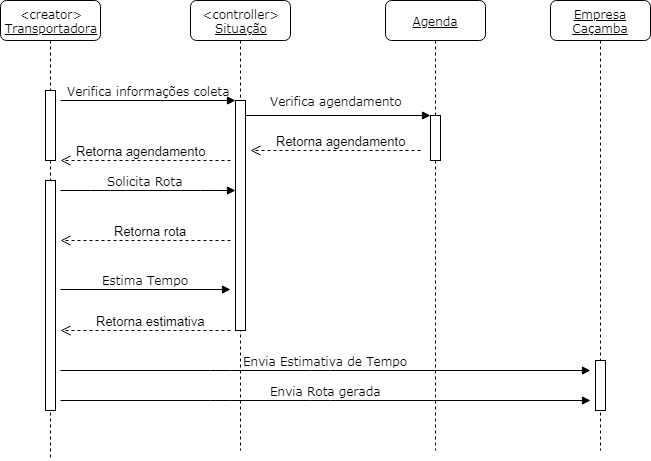 <creator>
Transportadora
<controller>
Situação
Agenda
Empresa
Caçamba
Verifica informações coleta
Verifica agendamento
Retorna agendamento
Retorna agendamento
Solicita Rota
Retorna rota
Estima Tempo
Retorna estimativa
Envia Estimativa de Tempo
Envia Rota gerada